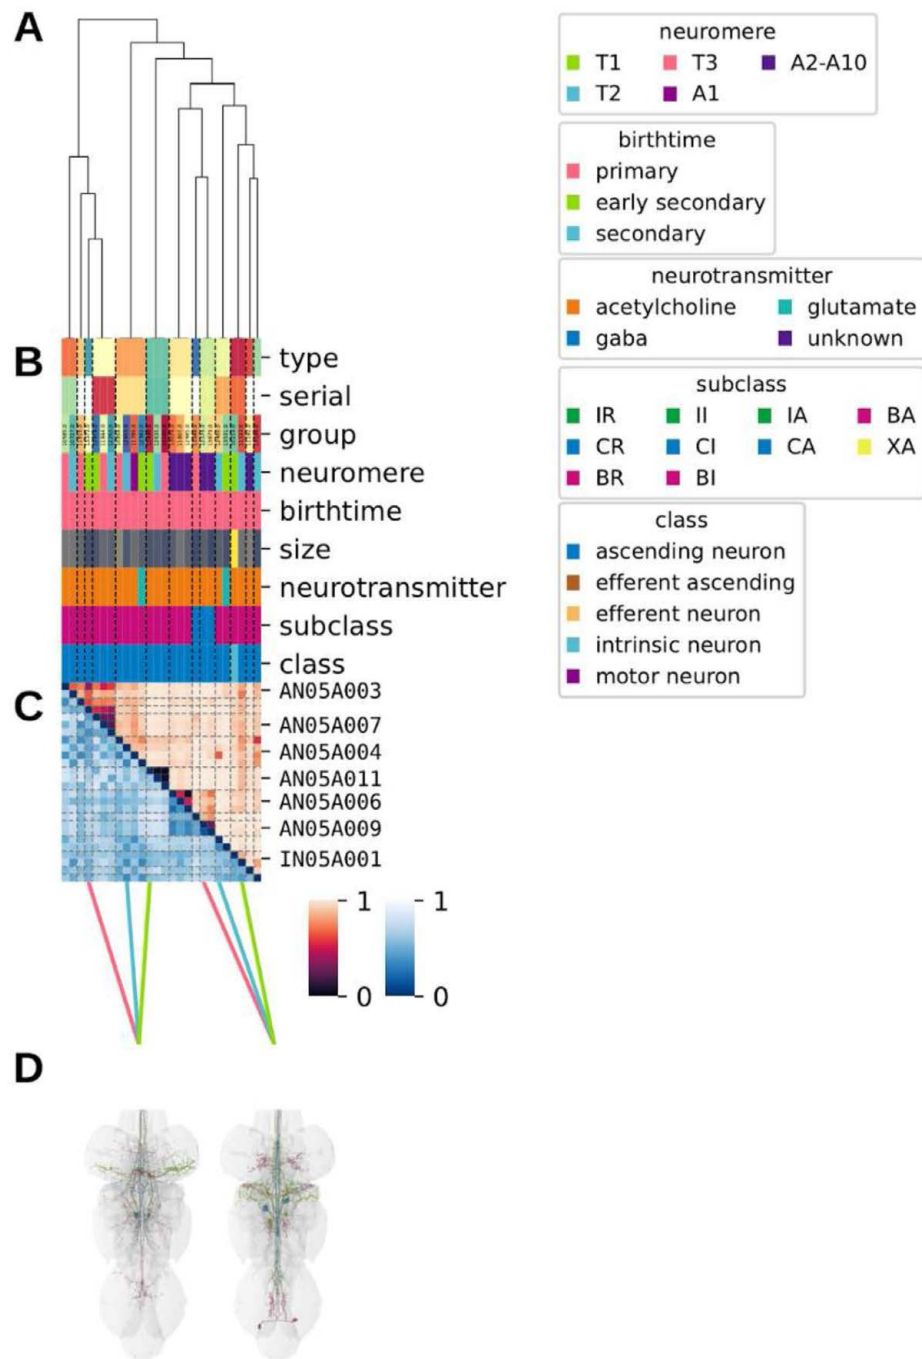 A
neuromere
T1 T3 A2-A10
T2 A1
birthtime
primary
early secondary
secondary
neurotransmitter
acetylcholine glutamate
gaba unknown
B
type
serial
group
neuromere
birthtime
size
neurotransmitter
subclass
class
subclass
IR II IA BA
CR CI CA XA
BR BI
class
ascending neuron
efferent ascending
efferent neuron
intrinsic neuron
motor neuron
C
AN05A003
AN05A007
AN05A004
AN05A011
AN05A006
AN05A009
IN05A001
1 1
0 0
D